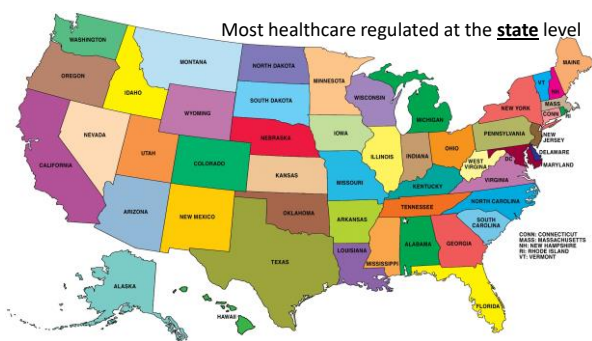 Most healthcare regulated at the state level
WASHINGTON
MONTANA
NORTH DAKOTA
MINNESOTA
MAINE
OREGON
IDAHO
WYOMING
SOUTH DAKOTA
WISCONSIN
MICHIGAN
VT
NH
NEW YORK
MASS
CONN
RI
NEVADA
UTAH
COLORADO
NEBRASKA
IOWA
ILLINOIS
INDIANA
OHIO
PENNSYLVANIA
NEW
JERSEY
DELAWARE
MARYLAND
DC
WEST
VIRGINIA
VIRGINIA
CALIFORNIA
KANSAS
MISSOURI
KENTUCKY
NORTH CAROLINA
ARIZONA
NEW MEXICO
OKLAHOMA
ARKANSAS
TENNESSEE
SOUTH
CAROLINA
TEXAS
LOUISIANA
MISSISSIPPI
ALABAMA
GEORGIA
FLORIDA
CONN: CONNECTICUT
MASS: MASSACHUSETTS
NH: NEW HAMPSHIRE
RI: RHODE ISLAND
VT: VERMONT
ALASKA
HAWAII